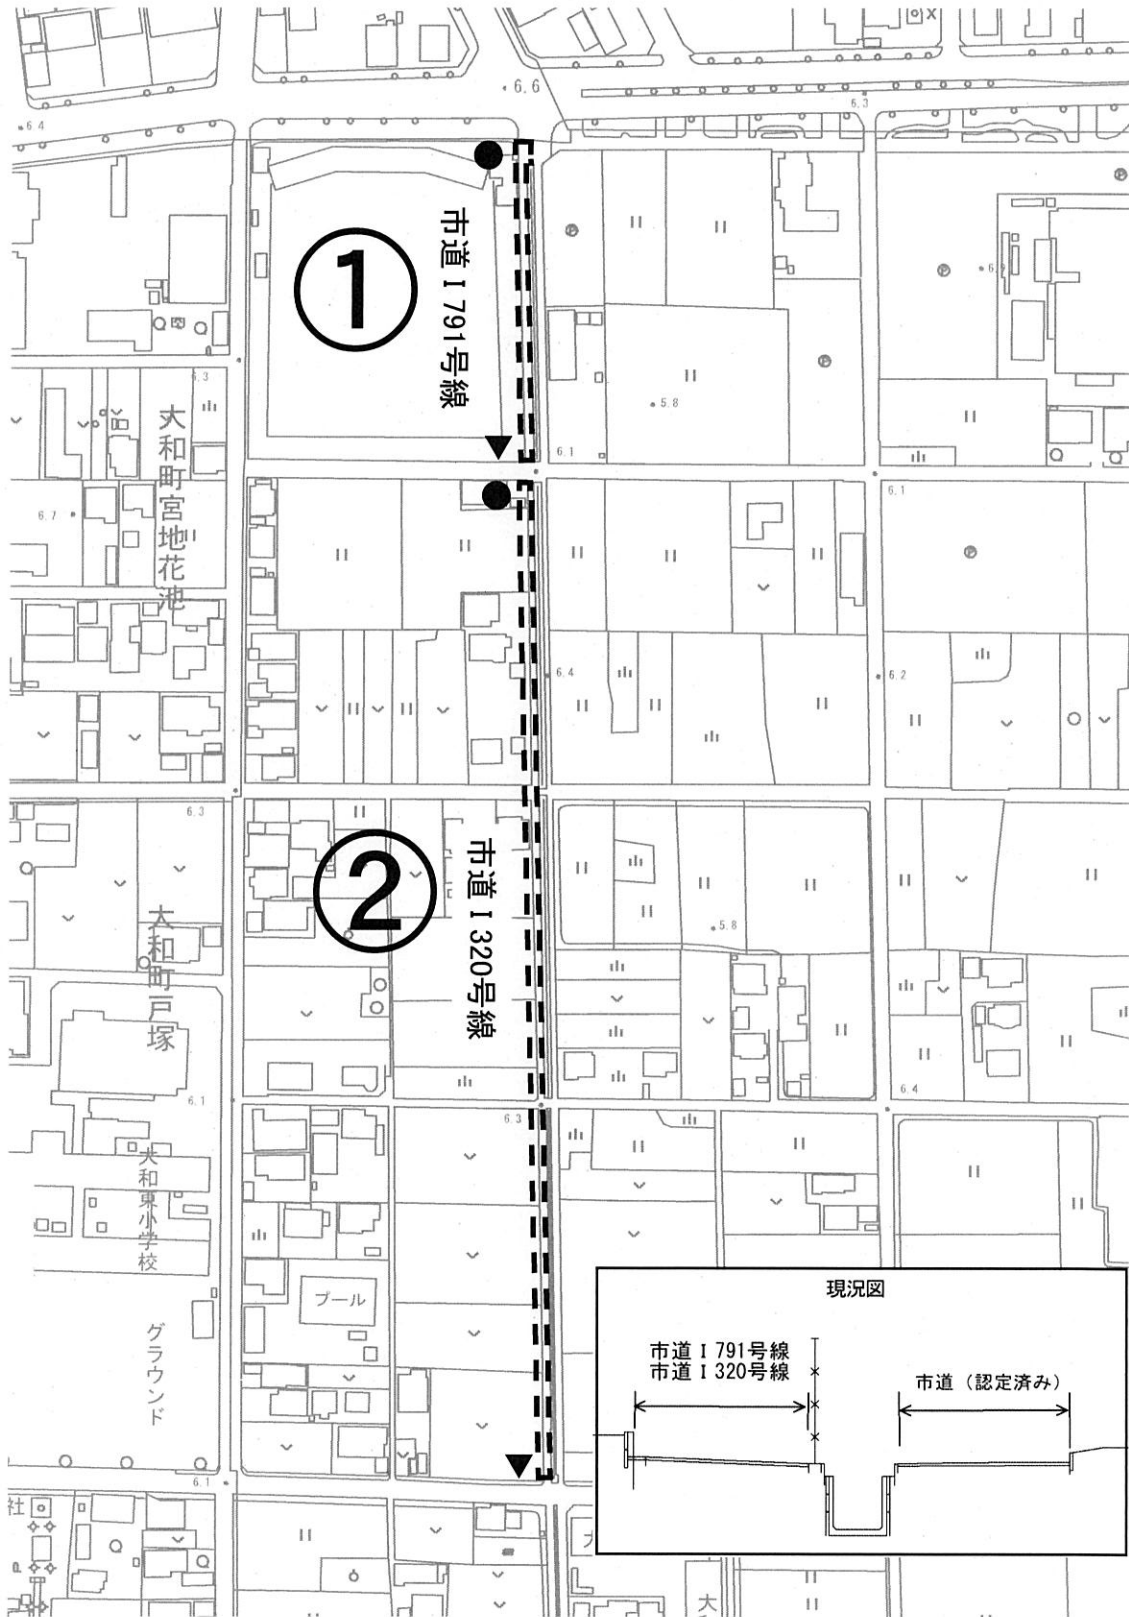 6.6
6.3
6.4
①
市道Ｉ791号線
6.3
5.8
6.1
大和町宮地花池
6.7
6.1
6.4
6.2
6.3
②
市道Ｉ320号線
5.8
大和町戸塚
6.4
6.1
6.3
大和東小学校
プール
グラウンド
6.1
社
現況図
市道Ｉ791号線
市道Ｉ320号線
市道（認定済み）